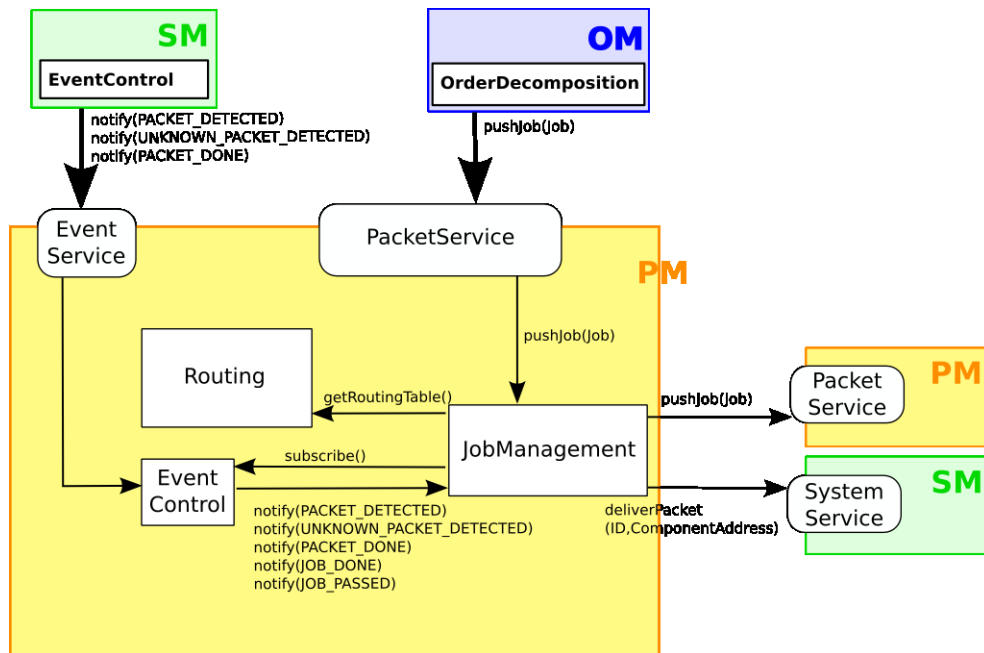 SM
EventControl
notify(PACKET_DETECTED)
notify(UNKNOWN_PACKET_DETECTED)
notify(PACKET_DONE)
OM
OrderDecomposition
pushJob(Job)
Event
Service
PacketService
PM
pushJob(Job)
Routing
getRoutingTable()
JobManagement
subscribe()
Event
Control
notify(PACKET_DETECTED)
notify(UNKNOWN_PACKET_DETECTED)
notify(PACKET_DONE)
notify(JOB_DONE)
notify(JOB_PASSED)
pushJob(Job)
PM
Packet
Service
deliverPacket
(ID,ComponentAddress)
SM
System
Service